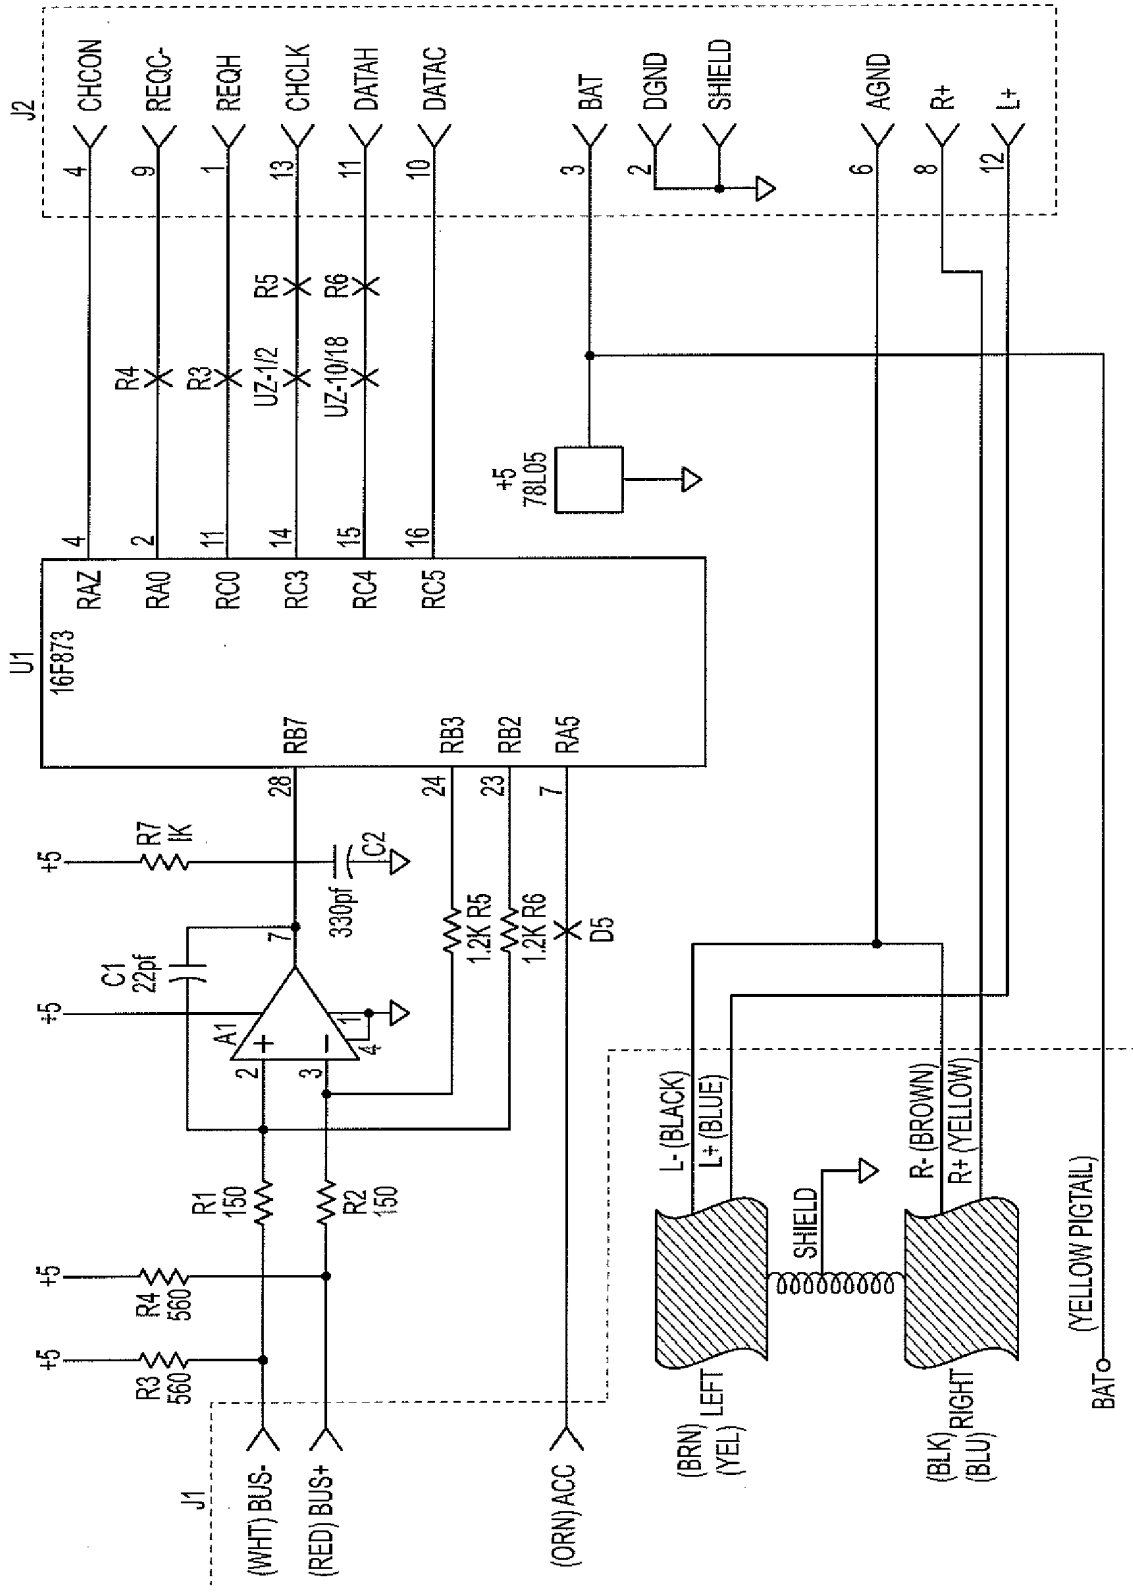 J2
4
CHCON
9
REQC-
1
REQH
13
CHCLK
11
DATAH
10
DATAC
3
BAT
2
DGND
SHIELD
6
AGND
8
R+
12
L+
R4
R3
R5
UZ-1/2
R6
UZ-10/18
+5
78L05
U1
16F873
RAZ
4
RA0
2
RC0
11
RC3
14
RC4
15
RC5
16
RB7
28
RB3
24
RB2
23
RA5
7
+5
R7
1K
330pf
C2
C1
22pf
7
+5
A1
+
−
2
3
1
4
1.2K R5
1.2K R6
D5
R1
150
R2
150
+5
R4
560
+5
R3
560
J1
(WHT) BUS-
(RED) BUS+
(ORN) ACC
L- (BLACK)
L+ (BLUE)
SHIELD
R- (BROWN)
R+ (YELLOW)
(BRN)
(YEL)
LEFT
(BLK)
(BLU)
RIGHT
(YELLOW PIGTAIL)
BAT